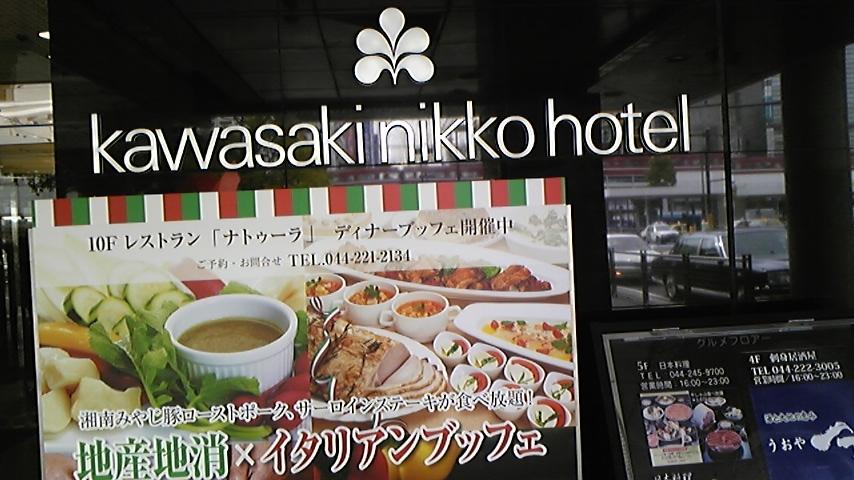 kawasaki nikko hotel
10F レストラン「ナトゥーラ」 ディナーブッフェ開催中
ご予約・お問合せ TEL.044-221-2134
湘南みやじ豚ローストポーク、サーロインステーキが食べ放題!
地産地消×イタリアンブッフェ
グルメフロアー
5F 日本料理
TEL 044-245-9700
営業時間:16:00~23:00
4F 刺身居酒屋
TEL.044-222-3005
営業時間/16:00~23:00
うおや